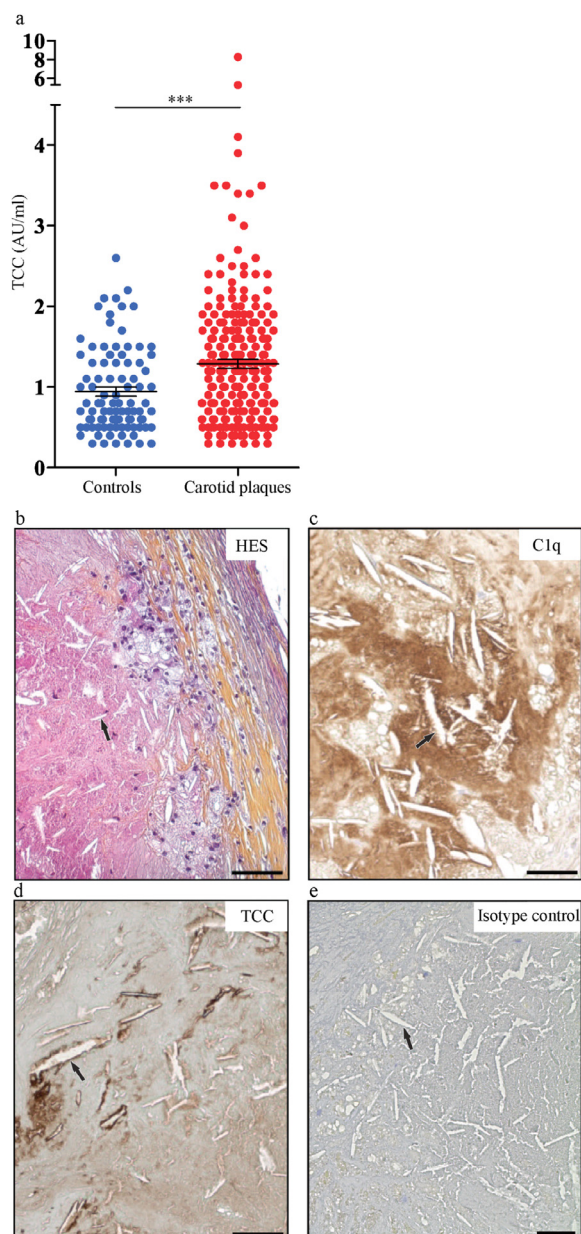 a
10
8
6
***
4
3
TCC (AU/ml)
2
1
0
Controls Carotid plaques
b c
HES C1q
d e
TCC Isotype control